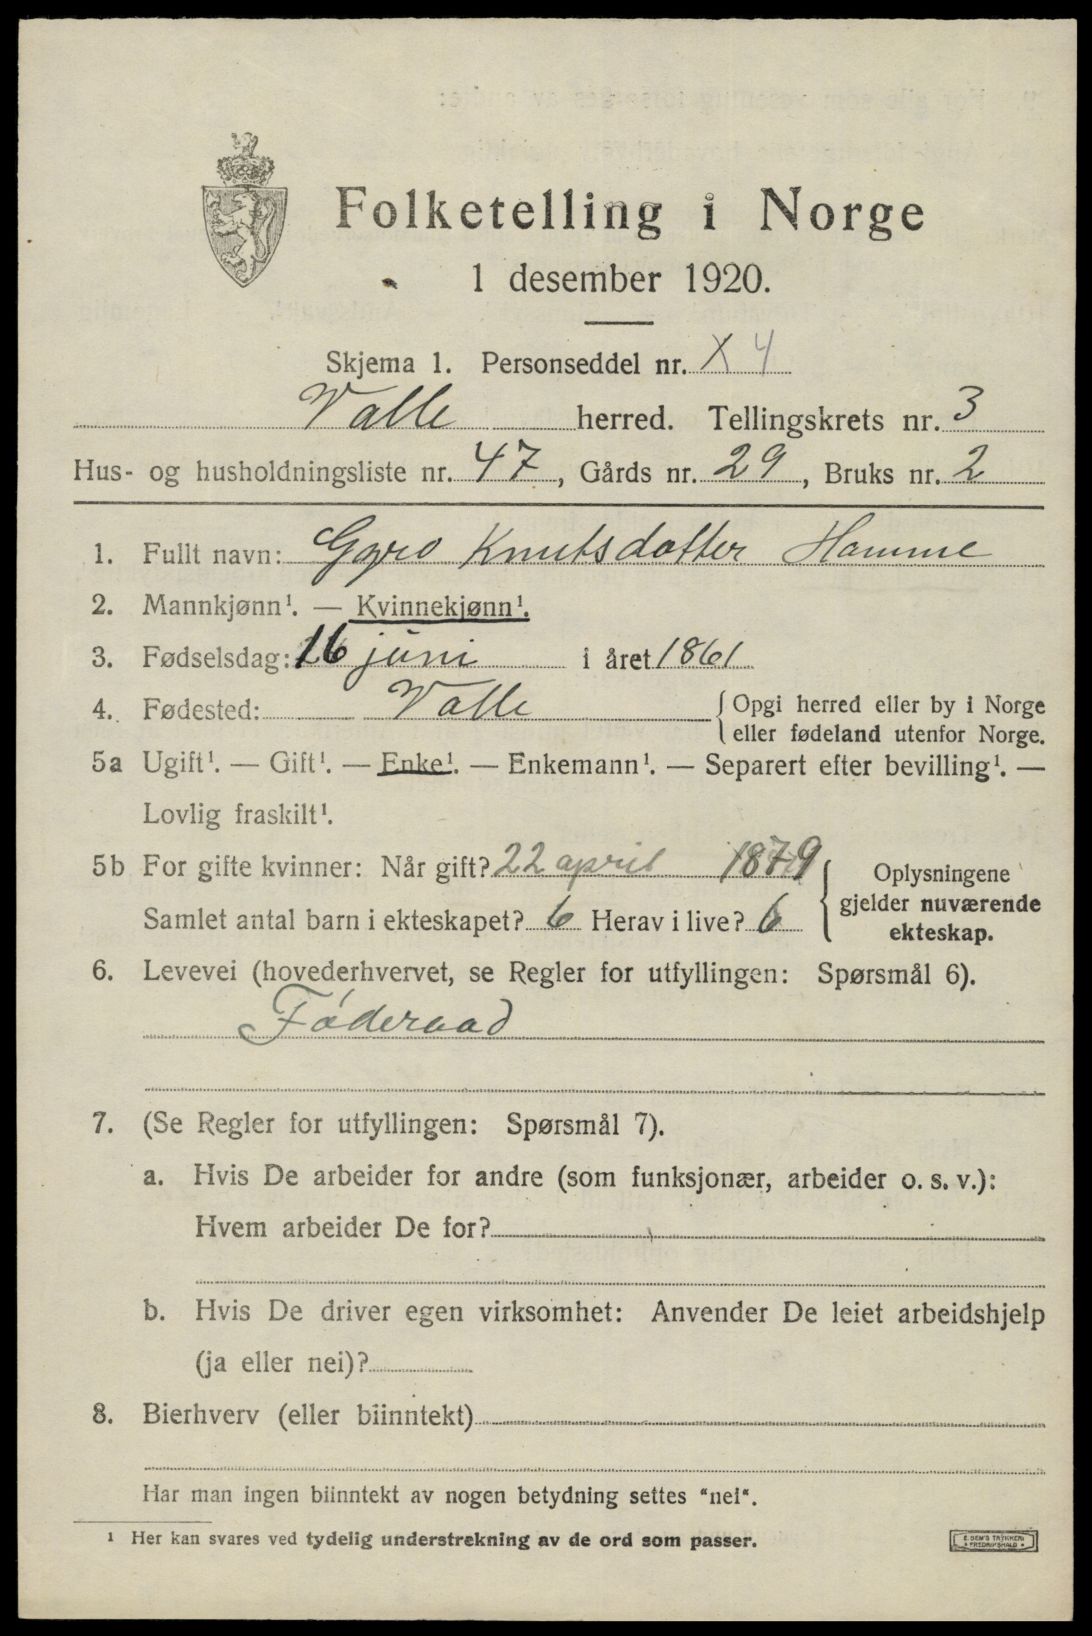 Folketelling i Norge
1 desember 1920.
Skjema 1. Personseddel nr. X 4
Valle herred. Tellingskrets nr. 3
Hus- og husholdningsliste nr. 47, Gårds nr. 29, Bruks nr. 2
1. Fullt navn: Gyro Knutsdatter Homme
2. Mannkjønn¹. — Kvinnekjønn¹.
3. Fødselsdag: 16 juni i året 1861
4. Fødested: Valle { Opgi herred eller by i Norge
eller fødeland utenfor Norge.
5a Ugift¹. — Gift¹. — Enke¹. — Enkemann¹. — Separert efter bevilling¹. —
Lovlig fraskilt¹.
5b For gifte kvinner: Når gift? 22 april 1879
Samlet antal barn i ekteskapet? 6 Herav i live? 6
} Oplysningene
gjelder nuværende
ekteskap.
6. Levevei (hovederhvervet, se Regler for utfyllingen: Spørsmål 6).
Føderaad
7. (Se Regler for utfyllingen: Spørsmål 7).
a. Hvis De arbeider for andre (som funksjonær, arbeider o. s. v.):
Hvem arbeider De for?
b. Hvis De driver egen virksomhet: Anvender De leiet arbeidshjelp
(ja eller nei)?
8. Bierhverv (eller biinntekt)
Har man ingen biinntekt av nogen betydning settes "nei".
¹ Her kan svares ved tydelig understrekning av de ord som passer.